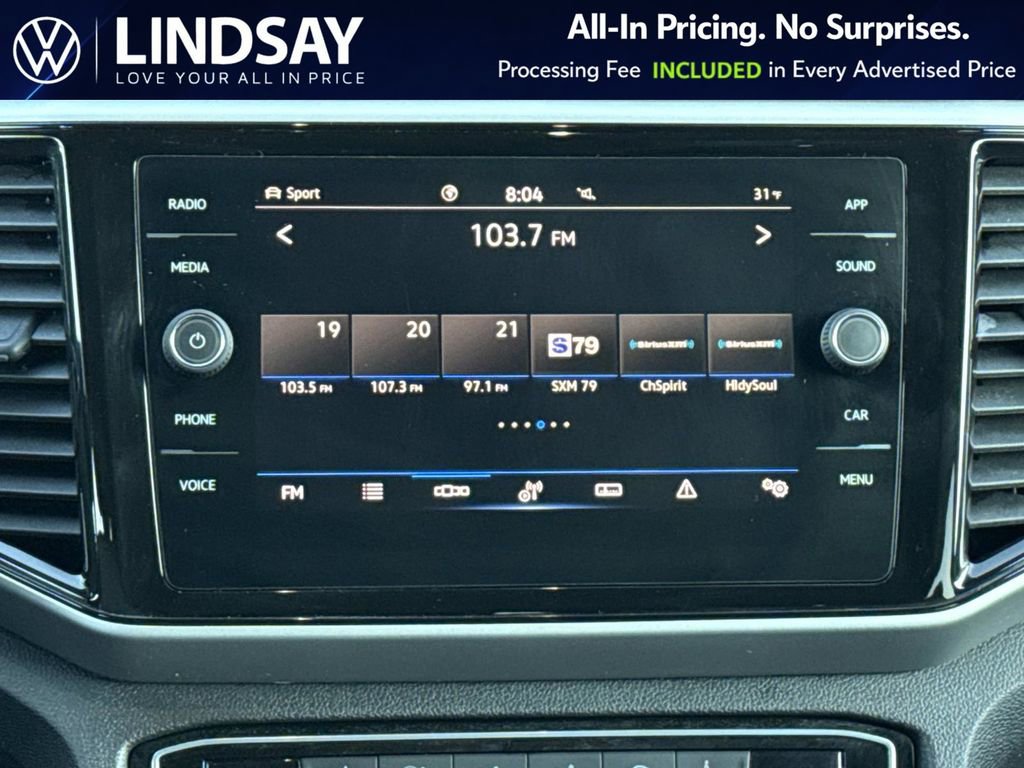 LINDSAY
LOVE YOUR ALL IN PRICE
All-In Pricing. No Surprises.
Processing Fee INCLUDED in Every Advertised Price
RADIO
MEDIA
PHONE
VOICE
Sport 8:04 31°F
< 103.7 FM >
19 20 21 S79 SiriusXM SiriusXM
103.5 FM 107.3 FM 97.1 FM SXM 79 ChSpirit HldySoul
FM
APP
SOUND
CAR
MENU